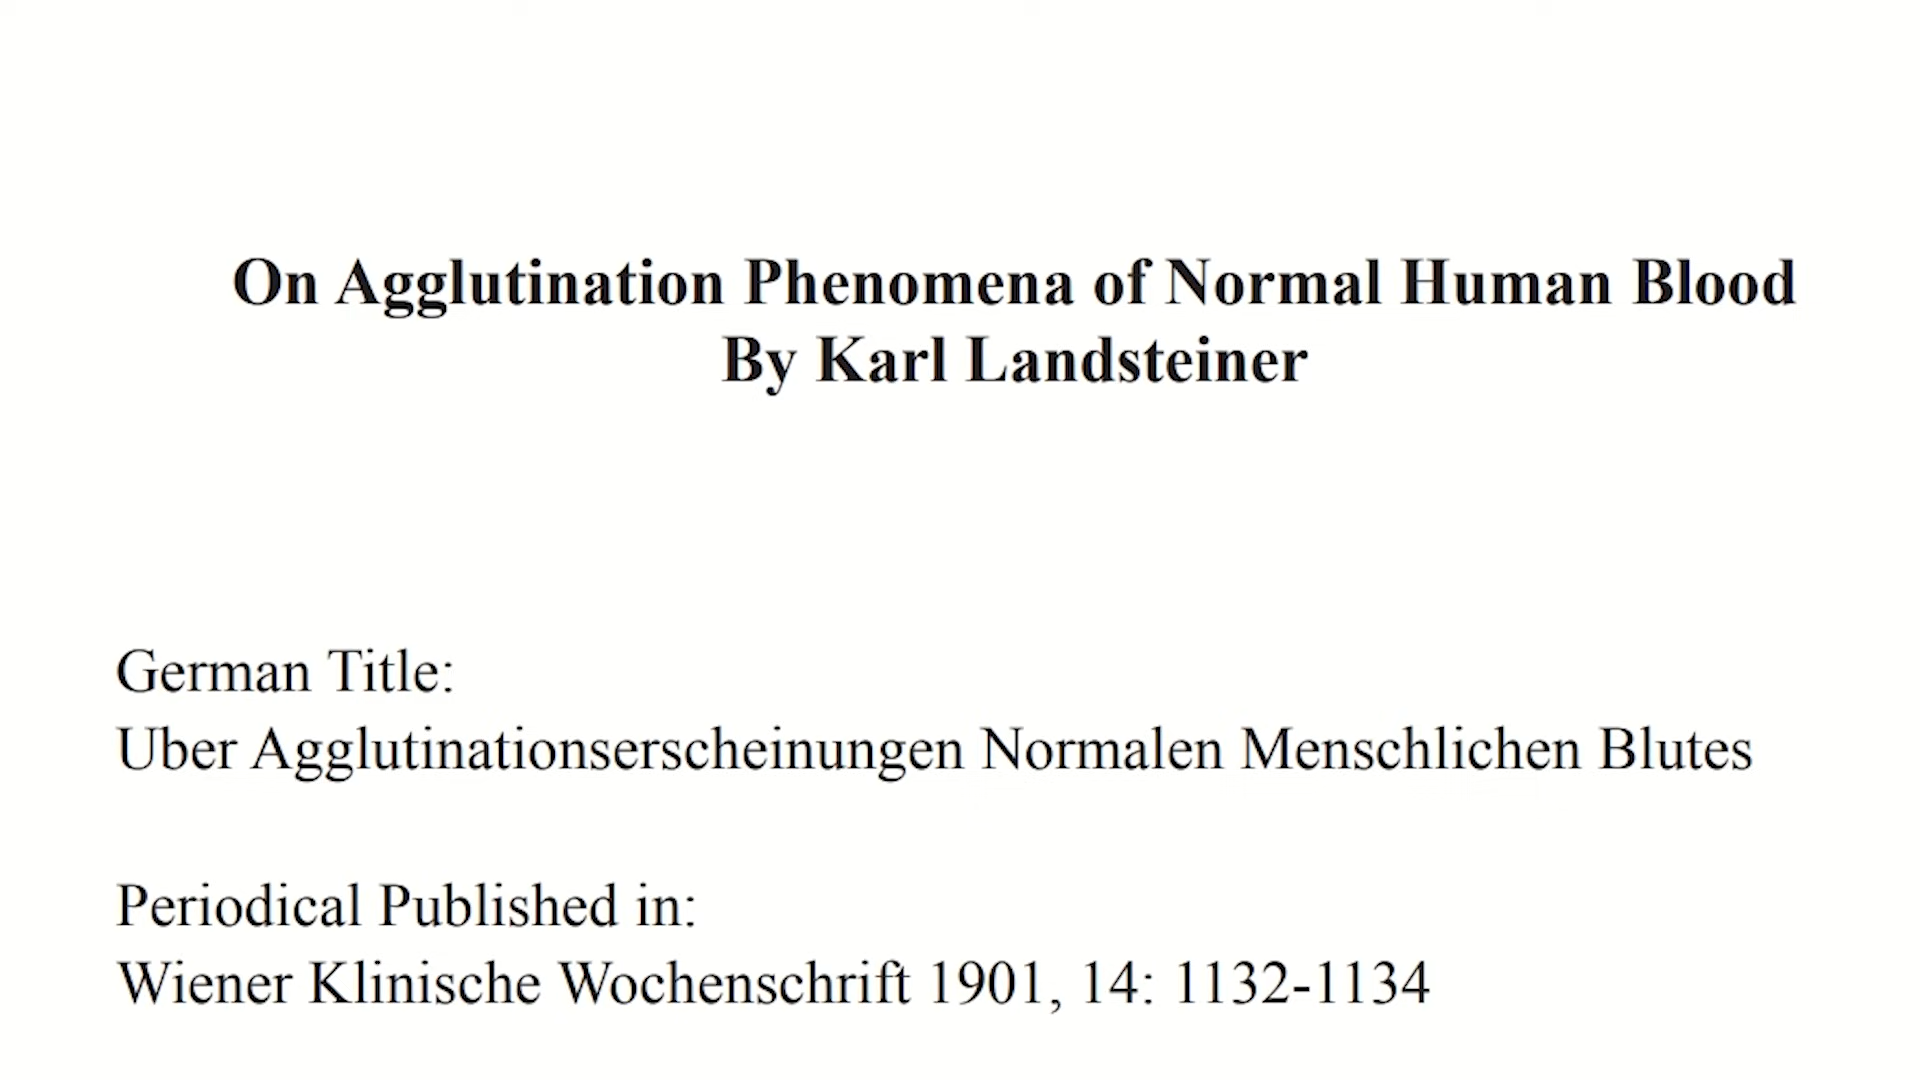 On Agglutination Phenomena of Normal Human Blood
By Karl Landsteiner
German Title:
Uber Agglutinationserscheinungen Normalen Menschlichen Blutes
Periodical Published in:
Wiener Klinische Wochenschrift 1901, 14: 1132-1134